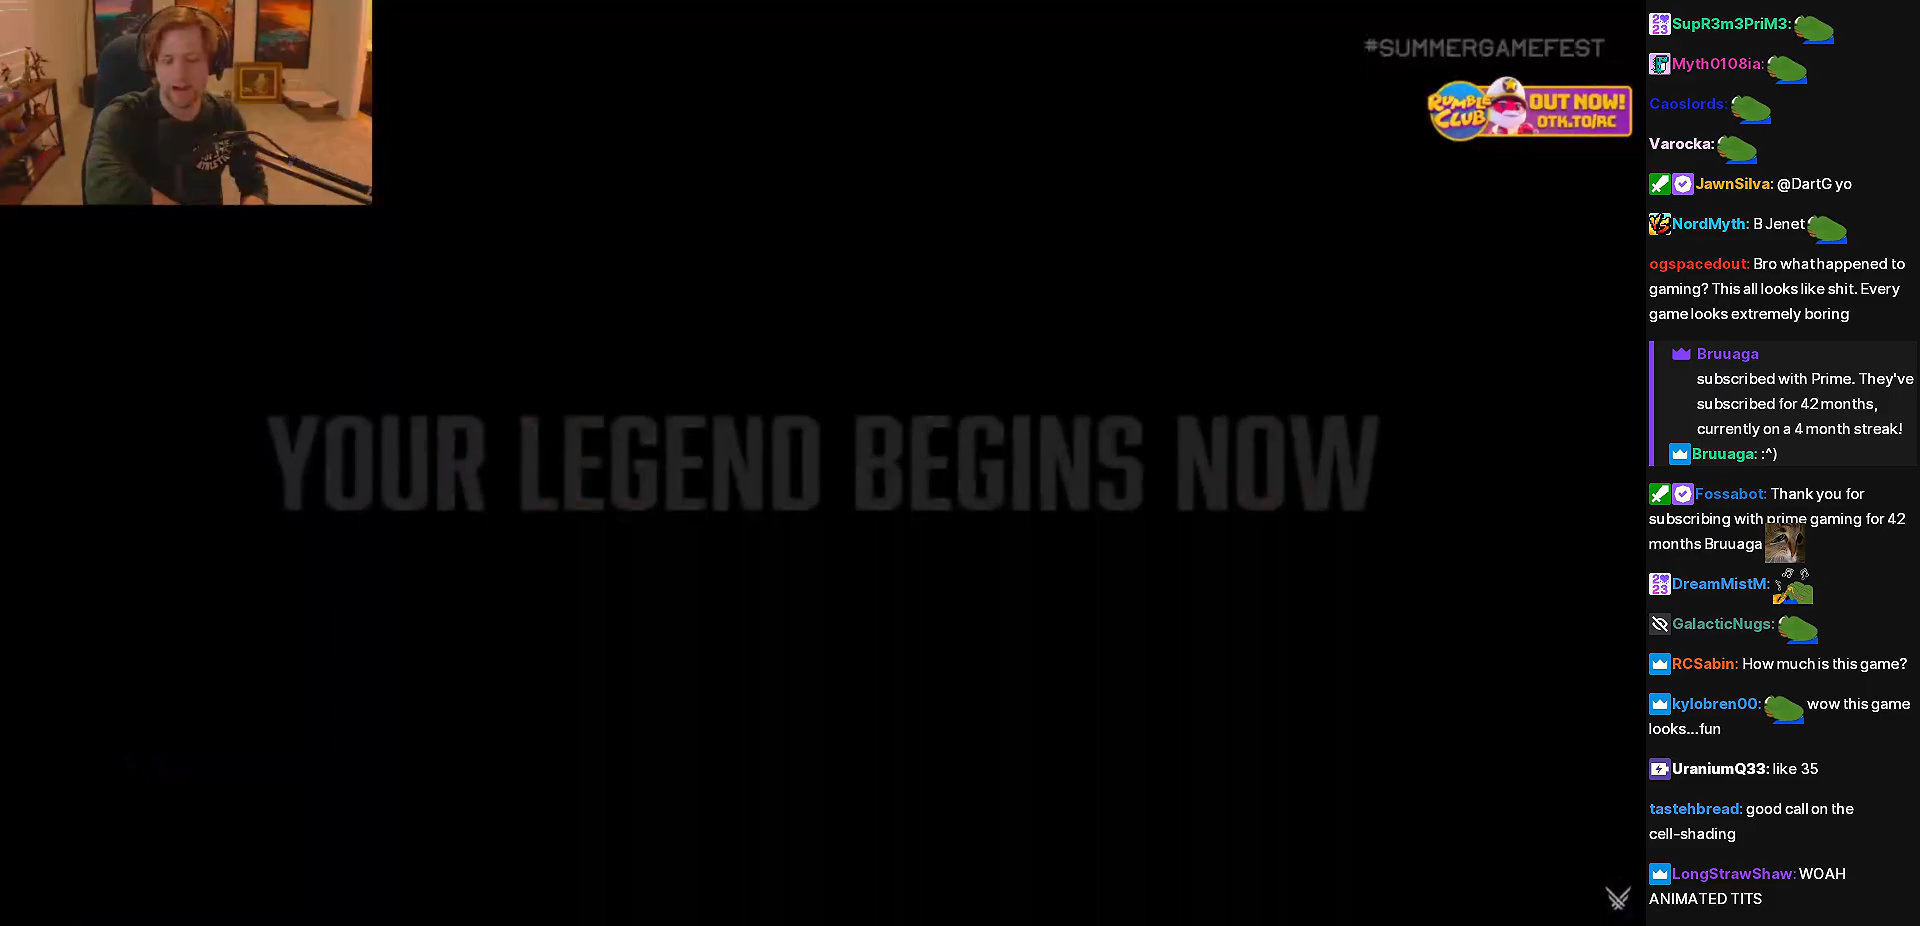 #SUMMERGAMEFEST
RUMBLE CLUB
OUT NOW!
OTK.TO/RC
YOUR LEGEND BEGINS NOW
SupR3m3PriM3:
Myth0108ia:
Caoslords:
Varocka:
JawnSilva: @DartG yo
NordMyth: B Jenet
ogspacedout: Bro what happened to
gaming? This all looks like shit. Every
game looks extremely boring
Bruuaga
subscribed with Prime. They've
subscribed for 42 months,
currently on a 4 month streak!
Bruuaga: :^)
Fossabot: Thank you for
subscribing with prime gaming for 42
months Bruuaga
DreamMistM:
GalacticNugs:
RCSabin: How much is this game?
kylobren00: wow this game
looks...fun
UraniumQ33: like 35
tastehbread: good call on the
cell-shading
LongStrawShaw: WOAH
ANIMATED TITS